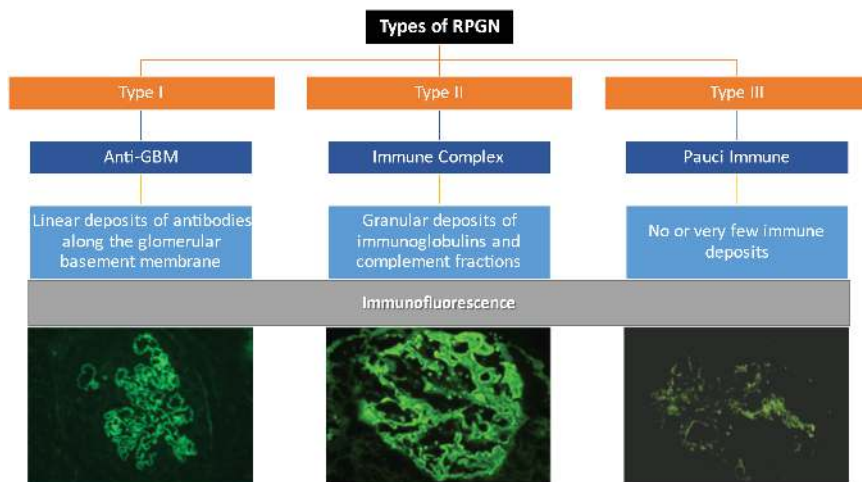 Types of RPGN
Type I
Type II
Type III
Anti-GBM
Immune Complex
Pauci Immune
Linear deposits of antibodies
along the glomerular
basement membrane
Granular deposits of
immunoglobulins and
complement fractions
No or very few immune
deposits
Immunofluorescence